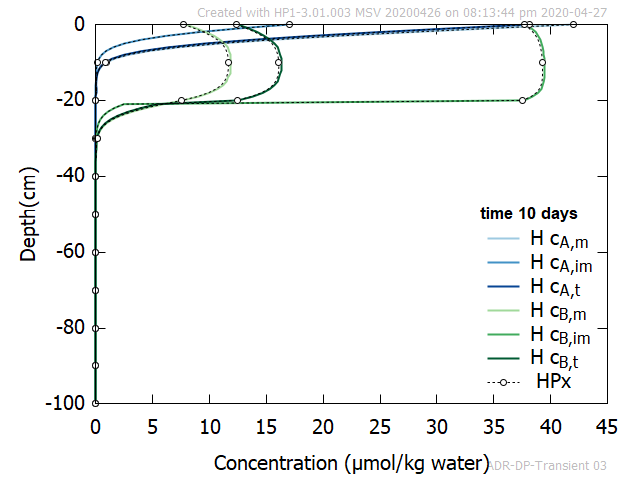 Created with HP1-3.01.003 MSV 20200426 on 08:13:44 pm 2020-04-27
0
-20
-40
-60
-80
-100
Depth(cm)
time 10 days
H cA,m
H cA,im
H cA,t
H cB,m
H cB,im
H cB,t
HPx
0 5 10 15 20 25 30 35 40 45
Concentration (µmol/kg water)
ADR-DP-Transient 03